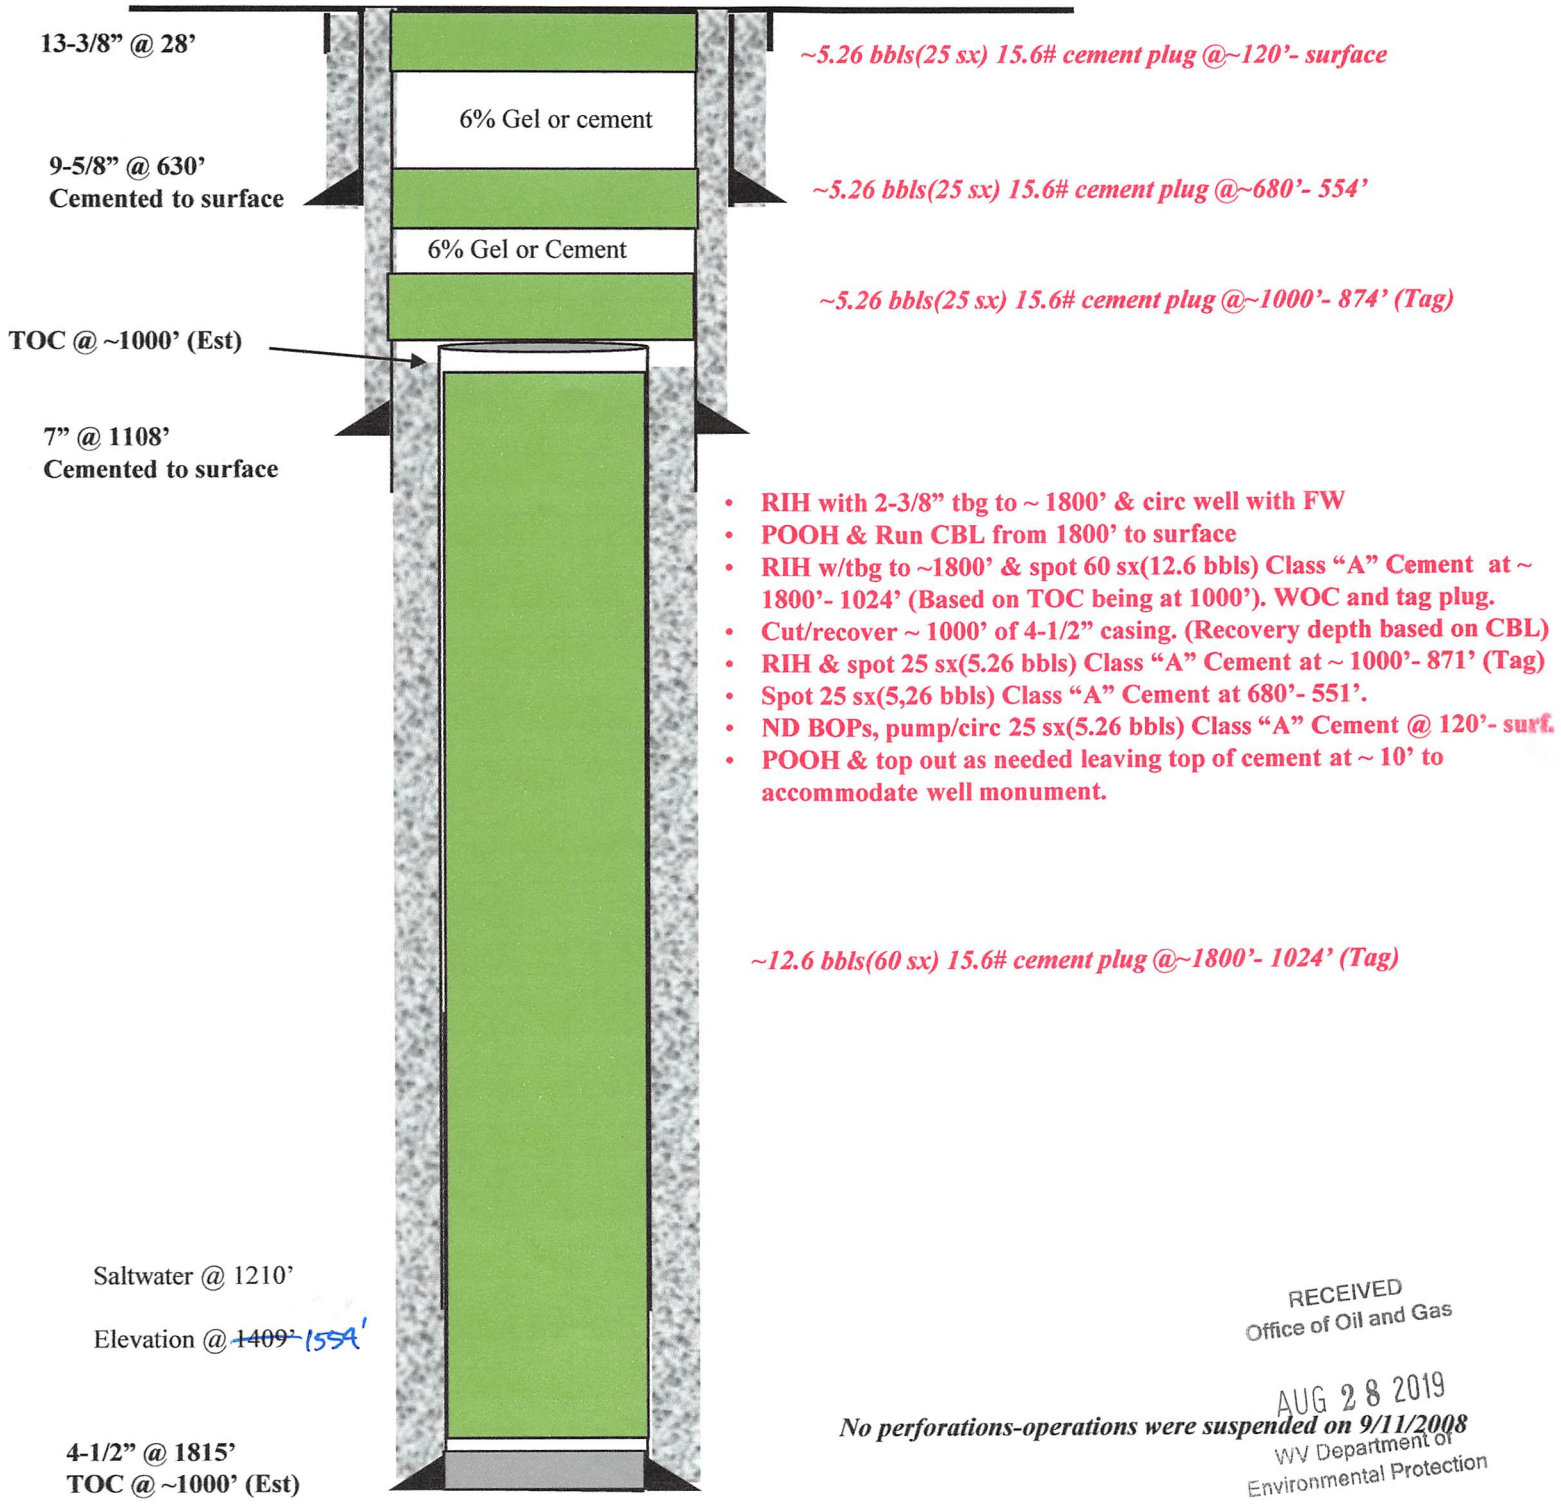 13-3/8” @ 28’
~5.26 bbls(25 sx) 15.6# cement plug @~120’- surface
6% Gel or cement
9-5/8” @ 630’
Cemented to surface
~5.26 bbls(25 sx) 15.6# cement plug @~680’- 554’
6% Gel or Cement
~5.26 bbls(25 sx) 15.6# cement plug @~1000’- 874’ (Tag)
TOC @ ~1000’ (Est)
7” @ 1108’
Cemented to surface
• RIH with 2-3/8” tbg to ~ 1800’ & circ well with FW
• POOH & Run CBL from 1800’ to surface
• RIH w/tbg to ~1800’ & spot 60 sx(12.6 bbls) Class “A” Cement at ~
1800’- 1024’ (Based on TOC being at 1000’). WOC and tag plug.
• Cut/recover ~ 1000’ of 4-1/2” casing. (Recovery depth based on CBL)
• RIH & spot 25 sx(5.26 bbls) Class “A” Cement at ~ 1000’- 871’ (Tag)
• Spot 25 sx(5,26 bbls) Class “A” Cement at 680’- 551’.
• ND BOPs, pump/circ 25 sx(5.26 bbls) Class “A” Cement @ 120’- surf.
• POOH & top out as needed leaving top of cement at ~ 10’ to
accommodate well monument.
~12.6 bbls(60 sx) 15.6# cement plug @~1800’- 1024’ (Tag)
Saltwater @ 1210’
Elevation @ 1409’ 1554'
RECEIVED
Office of Oil and Gas
AUG 28 2019
No perforations-operations were suspended on 9/11/2008
WV Department of
Environmental Protection
4-1/2” @ 1815’
TOC @ ~1000’ (Est)